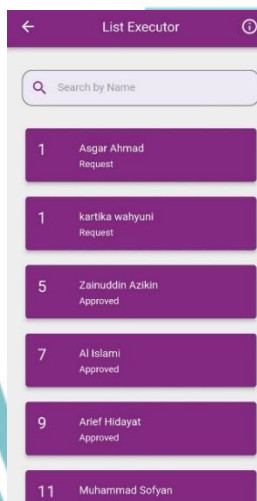 List Executor
Search by Name
1 Asgar Ahmad
Request
1 kartika wahyuni
Request
5 Zainuddin Azikin
Approved
7 Al Islami
Approved
9 Arief Hidayat
Approved
11 Muhammad Sofyan